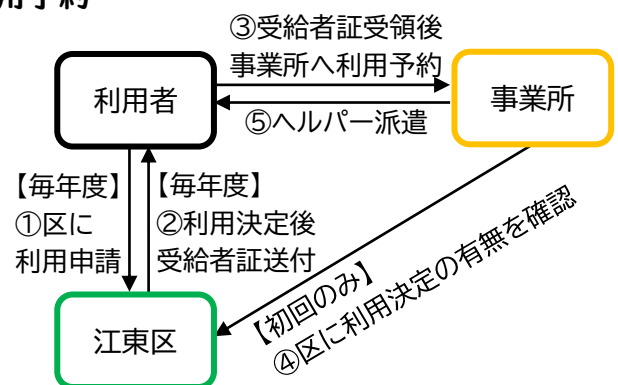 ③受給者証受領後
事業所へ利用予約
利用者
事業所
⑤ヘルパー派遣
【毎年度】
①区に
利用申請
【毎年度】
②利用決定後
受給者証送付
【初回のみ】
④区に利用決定の有無を確認
江東区